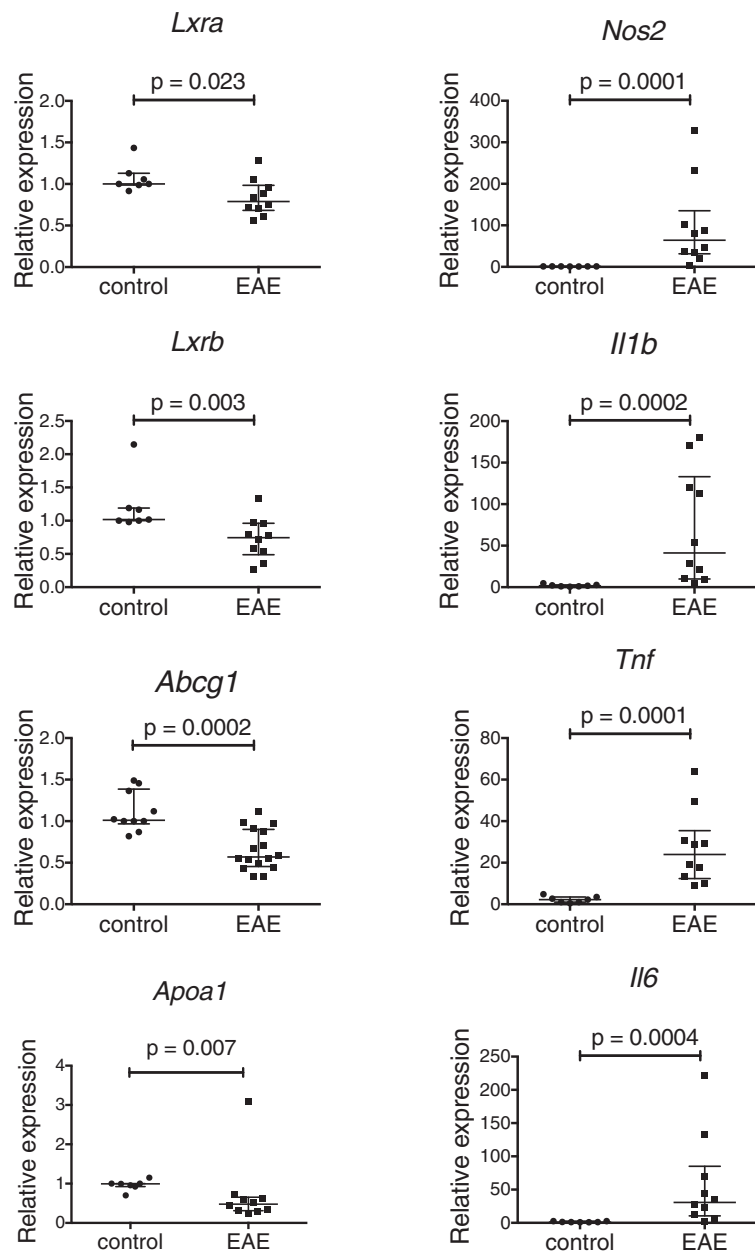 Lxra
p = 0.023
Relative expression
2.0
1.5
1.0
0.5
0.0
control EAE
Nos2
p = 0.0001
Relative expression
400
300
200
100
0
control EAE
Lxrb
p = 0.003
Relative expression
2.5
2.0
1.5
1.0
0.5
0.0
control EAE
Il1b
p = 0.0002
Relative expression
200
150
100
50
0
control EAE
Abcg1
p = 0.0002
Relative expression
2.0
1.5
1.0
0.5
0.0
control EAE
Tnf
p = 0.0001
Relative expression
80
60
40
20
0
control EAE
Apoa1
p = 0.007
Relative expression
4
3
2
1
0
control EAE
Il6
p = 0.0004
Relative expression
250
200
150
100
50
0
control EAE